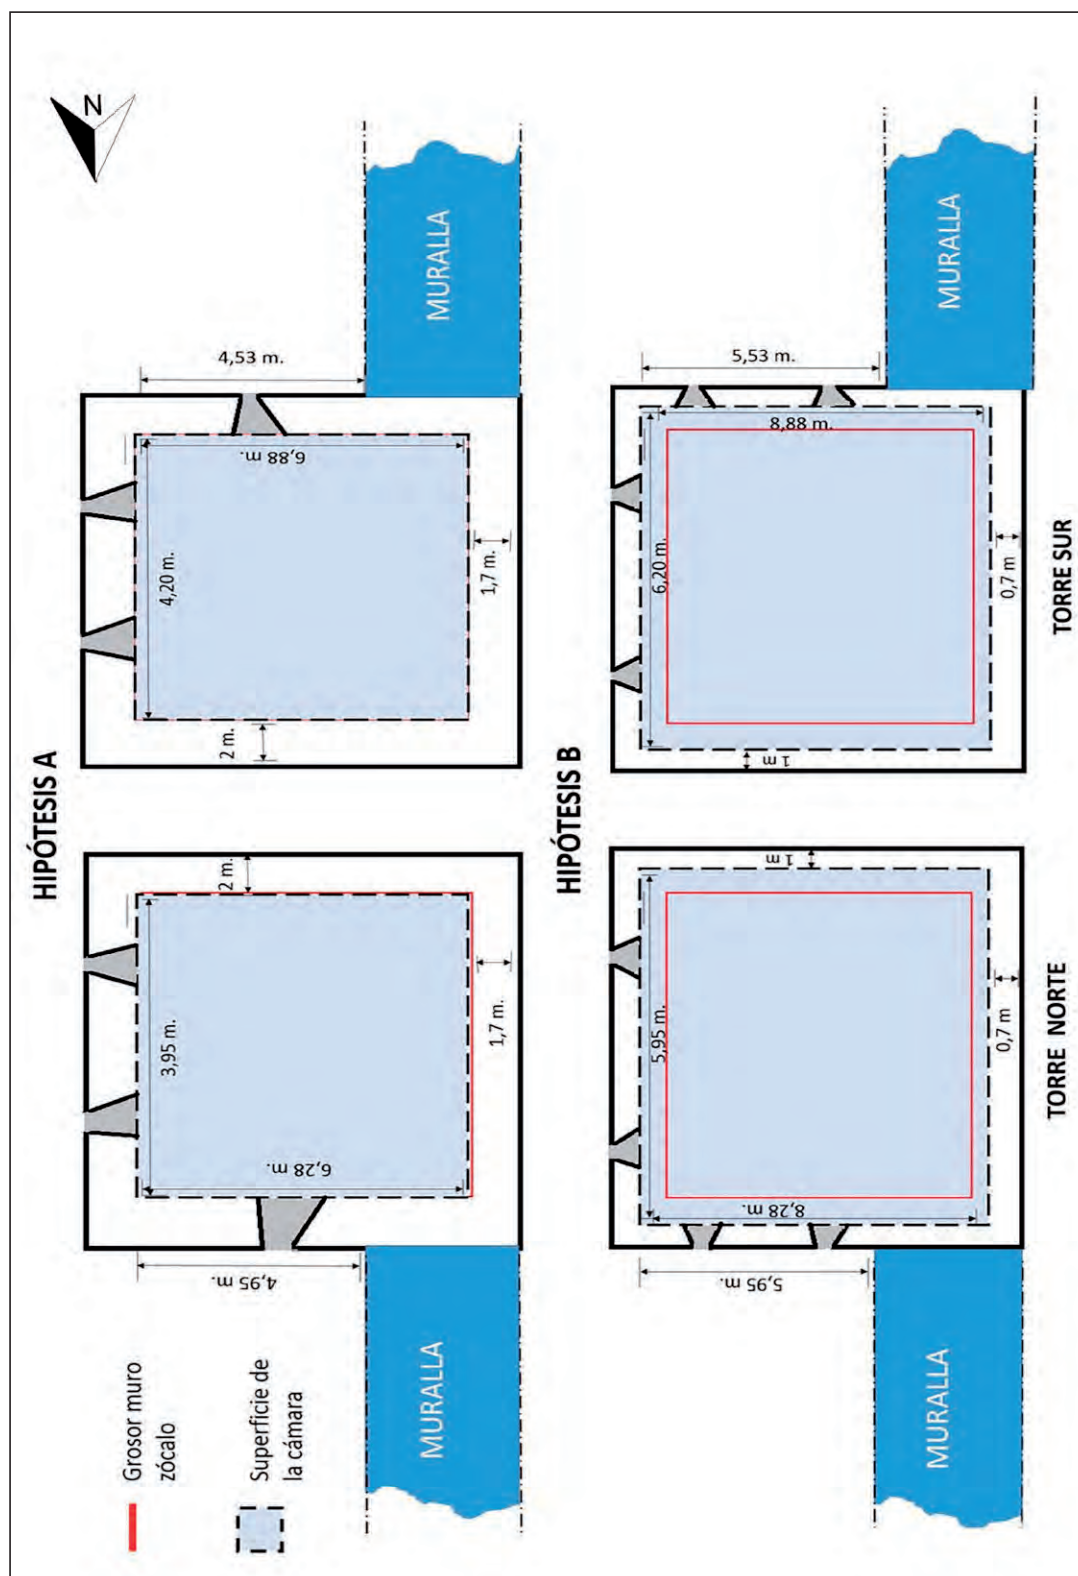 N
HIPÓTESIS A
6,28 m.
3,95 m.
4,95 m.
2 m.
1,7 m.
MURALLA
4,20 m.
6,88 m.
4,53 m.
2 m.
1,7 m.
MURALLA
Grosor muro
zócalo
Superficie de
la cámara
HIPÓTESIS B
5,95 m.
8,28 m.
5,95 m.
1 m
0,7 m
MURALLA
6,20 m.
8,88 m.
5,53 m.
1 m
0,7 m
MURALLA
TORRE NORTE
TORRE SUR